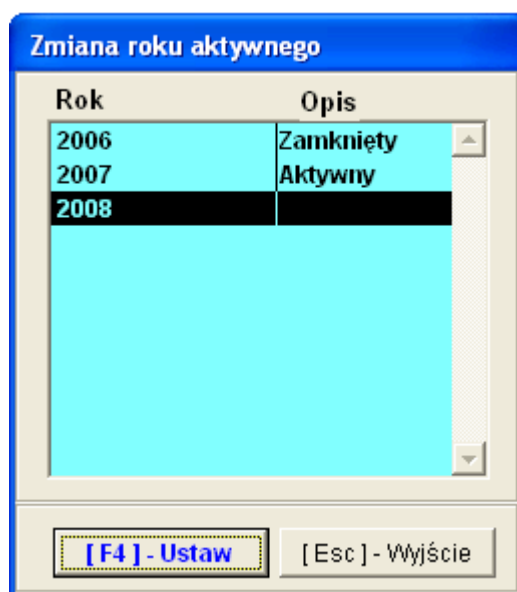 Zmiana roku aktywnego
Rok Opis
2006 Zamknięty
2007 Aktywny
2008
[ F4 ] - Ustaw [ Esc ] - Wyjście